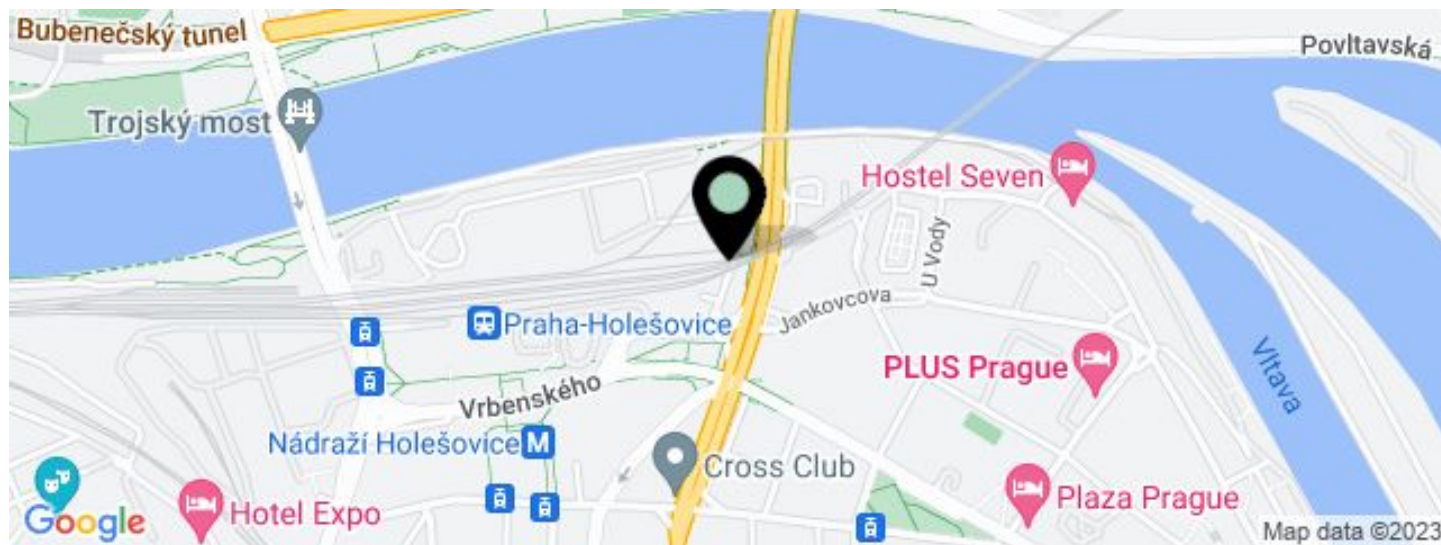 Bubenečský tunel
Povltavská
Trojský most
Hostel Seven
U Vody
Jankovcova
Praha-Holešovice
PLUS Prague
Vltava
Vrbenského
Nádraží Holešovice M
Cross Club
Plaza Prague
Hotel Expo
Google
Map data ©2023